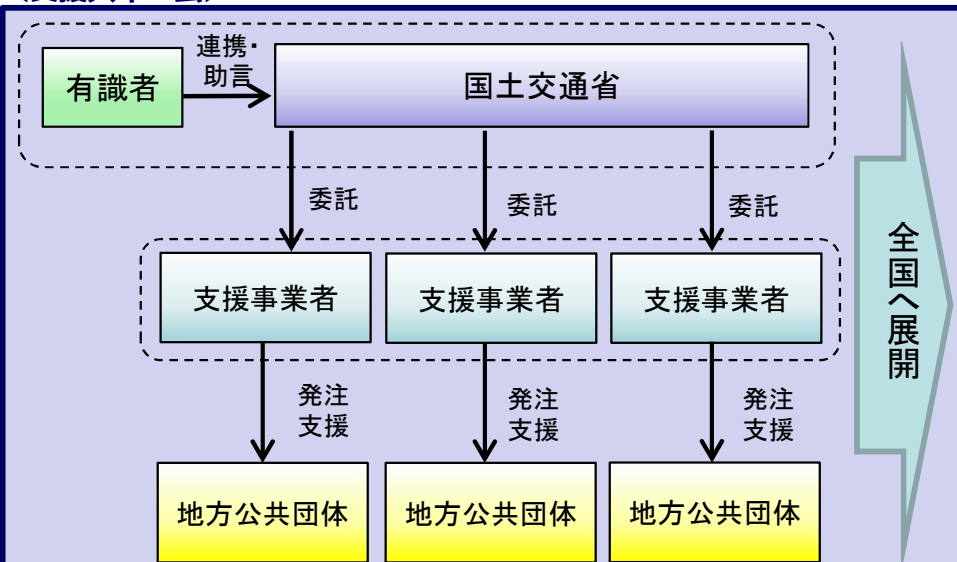 連携・
助言
有識者
国土交通省
委託
委託
委託
支援事業者
支援事業者
支援事業者
発注
支援
発注
支援
発注
支援
地方公共団体
地方公共団体
地方公共団体
全国へ展開